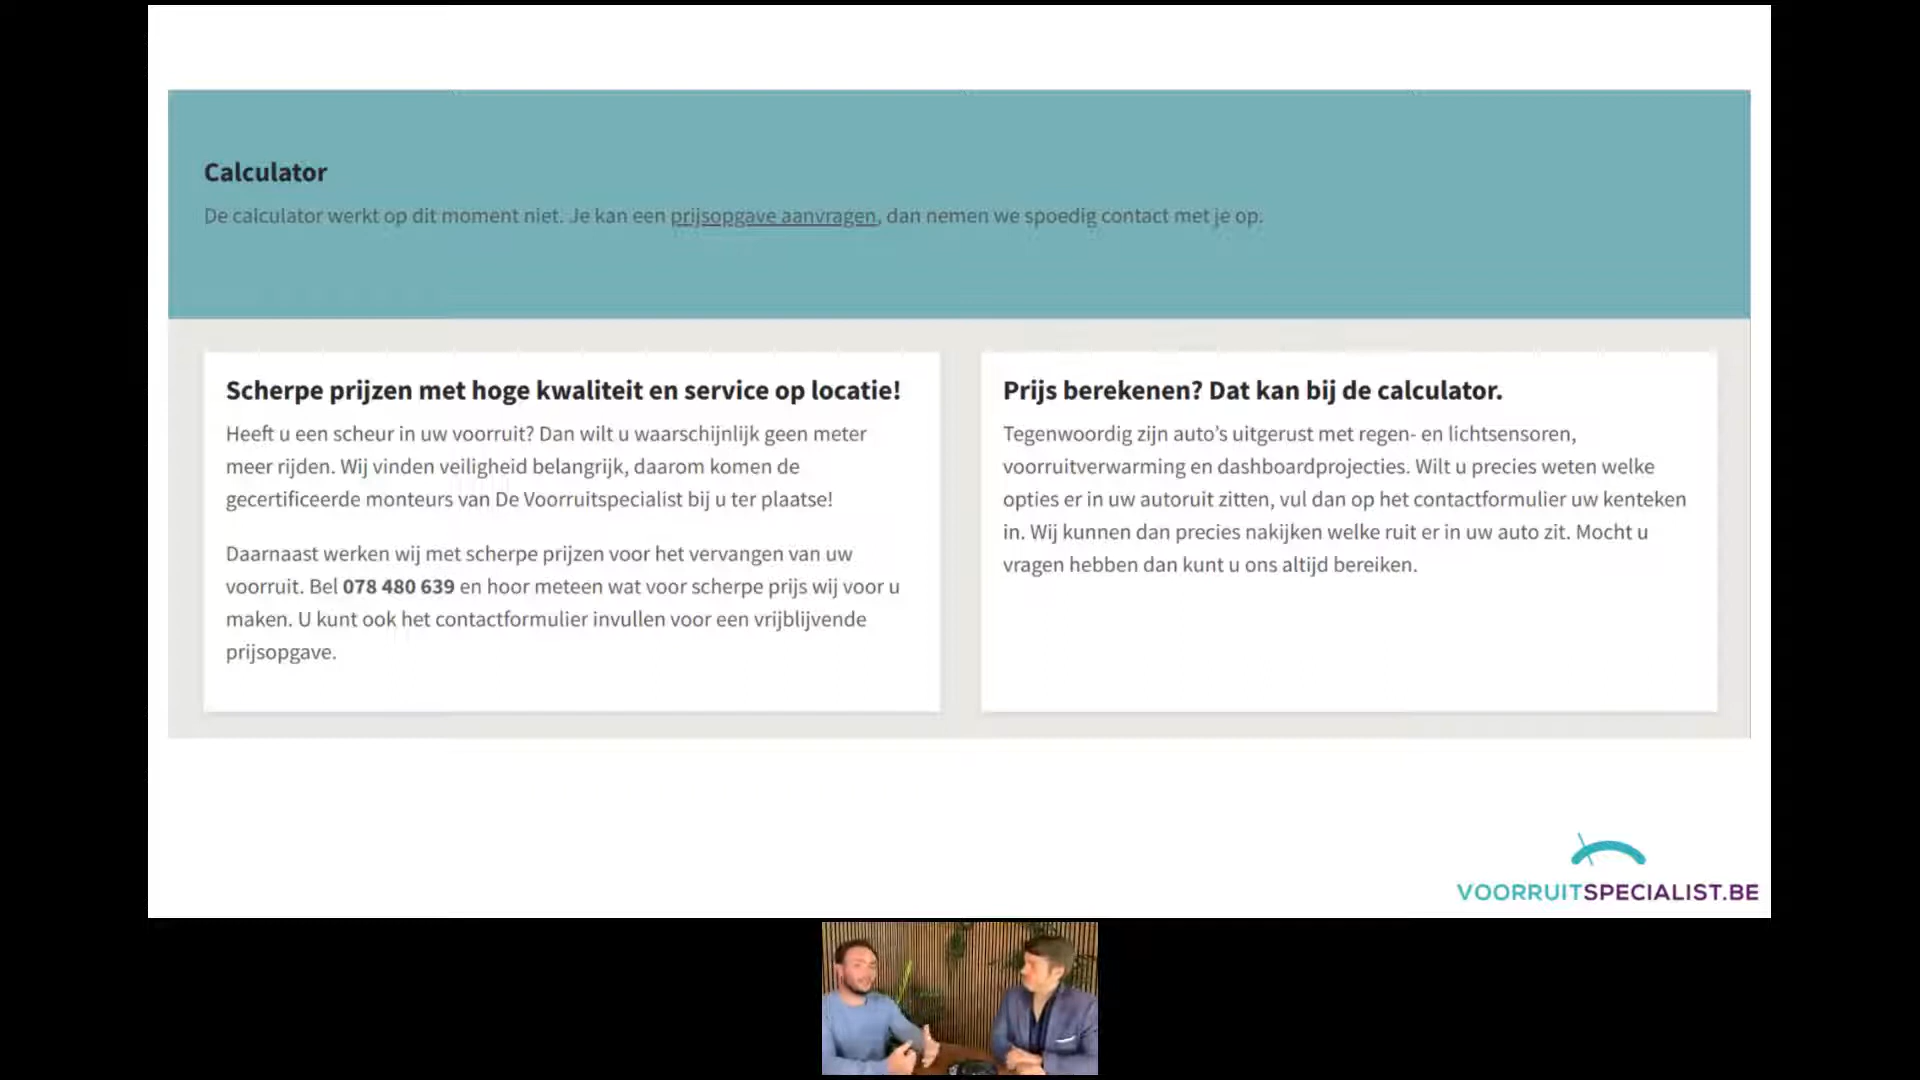 Calculator
De calculator werkt op dit moment niet. Je kan een prijsopgave aanvragen, dan nemen we spoedig contact met je op.
Scherpe prijzen met hoge kwaliteit en service op locatie!
Heeft u een scheur in uw voorruit? Dan wilt u waarschijnlijk geen meter
meer rijden. Wij vinden veiligheid belangrijk, daarom komen de
gecertificeerde monteurs van De Voorruitspecialist bij u ter plaatse!
Daarnaast werken wij met scherpe prijzen voor het vervangen van uw
voorruit. Bel 078 480 639 en hoor meteen wat voor scherpe prijs wij voor u
maken. U kunt ook het contactformulier invullen voor een vrijblijvende
prijsopgave.
Prijs berekenen? Dat kan bij de calculator.
Tegenwoordig zijn auto's uitgerust met regen- en lichtsensoren,
voorruitverwarming en dashboardprojecties. Wilt u precies weten welke
opties er in uw autoruit zitten, vul dan op het contactformulier uw kenteken
in. Wij kunnen dan precies nakijken welke ruit er in uw auto zit. Mocht u
vragen hebben dan kunt u ons altijd bereiken.
VOORRUITSPECIALIST.BE